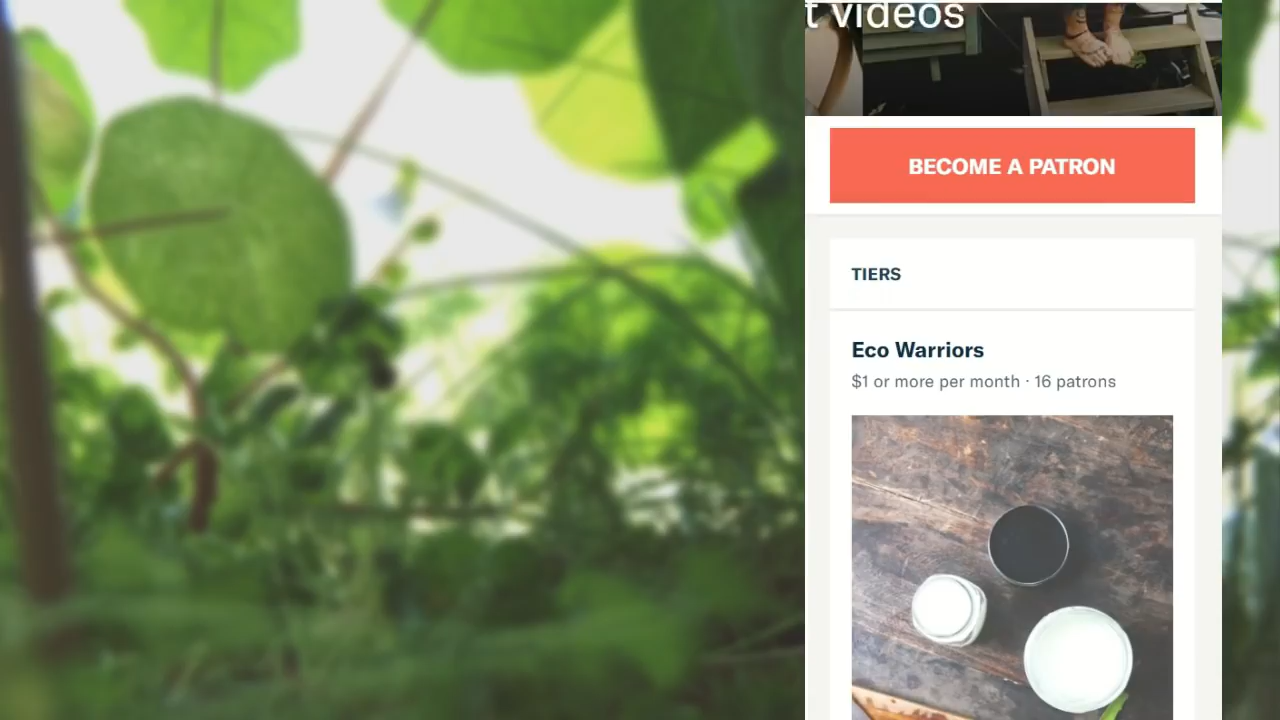 t videos
BECOME A PATRON
TIERS
Eco Warriors
$1 or more per month · 16 patrons